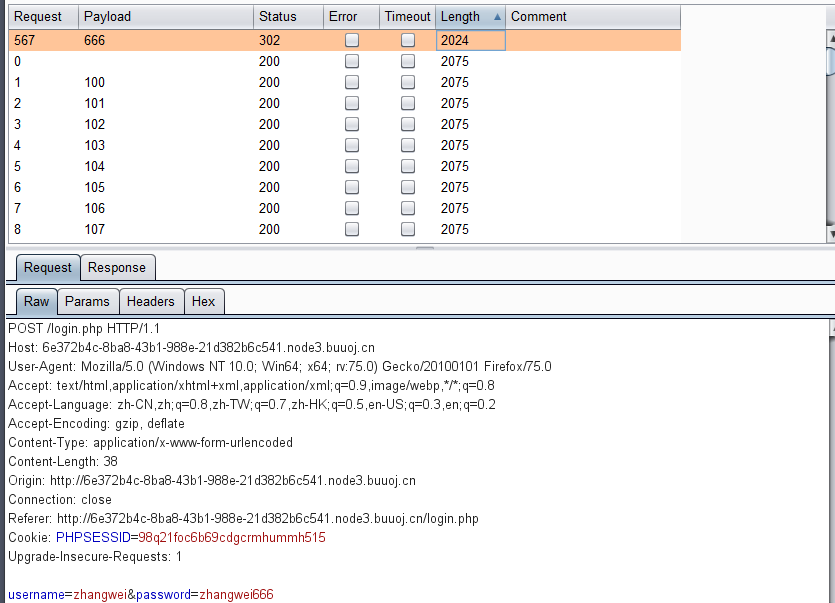 Request Payload Status Error Timeout Length Comment
567 666 302 2024
0 200 2075
1 100 200 2075
2 101 200 2075
3 102 200 2075
4 103 200 2075
5 104 200 2075
6 105 200 2075
7 106 200 2075
8 107 200 2075
Request Response
Raw Params Headers Hex
POST /login.php HTTP/1.1
Host: 6e372b4c-8ba8-43b1-988e-21d382b6c541.node3.buuoj.cn
User-Agent: Mozilla/5.0 (Windows NT 10.0; Win64; x64; rv:75.0) Gecko/20100101 Firefox/75.0
Accept: text/html,application/xhtml+xml,application/xml;q=0.9,image/webp,*/*;q=0.8
Accept-Language: zh-CN,zh;q=0.8,zh-TW;q=0.7,zh-HK;q=0.5,en-US;q=0.3,en;q=0.2
Accept-Encoding: gzip, deflate
Content-Type: application/x-www-form-urlencoded
Content-Length: 38
Origin: http://6e372b4c-8ba8-43b1-988e-21d382b6c541.node3.buuoj.cn
Connection: close
Referer: http://6e372b4c-8ba8-43b1-988e-21d382b6c541.node3.buuoj.cn/login.php
Cookie: PHPSESSID=98q21foc6b69cdgcrmhummh515
Upgrade-Insecure-Requests: 1
username=zhangwei&password=zhangwei666